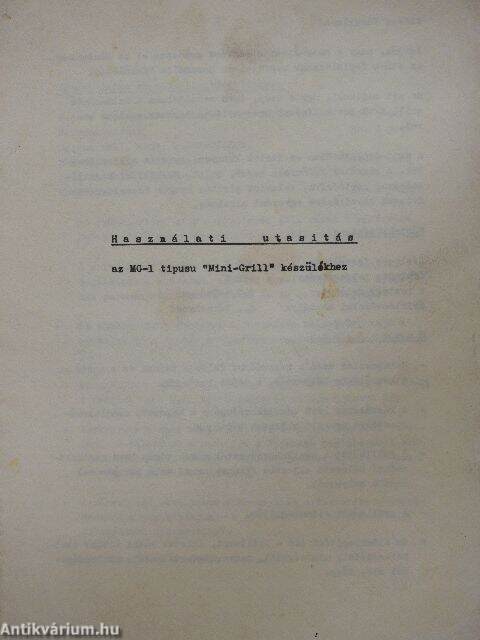 Használati utasitás
az MG-1 tipusu "Mini-Grill" készülékhez
Antikvárium.hu